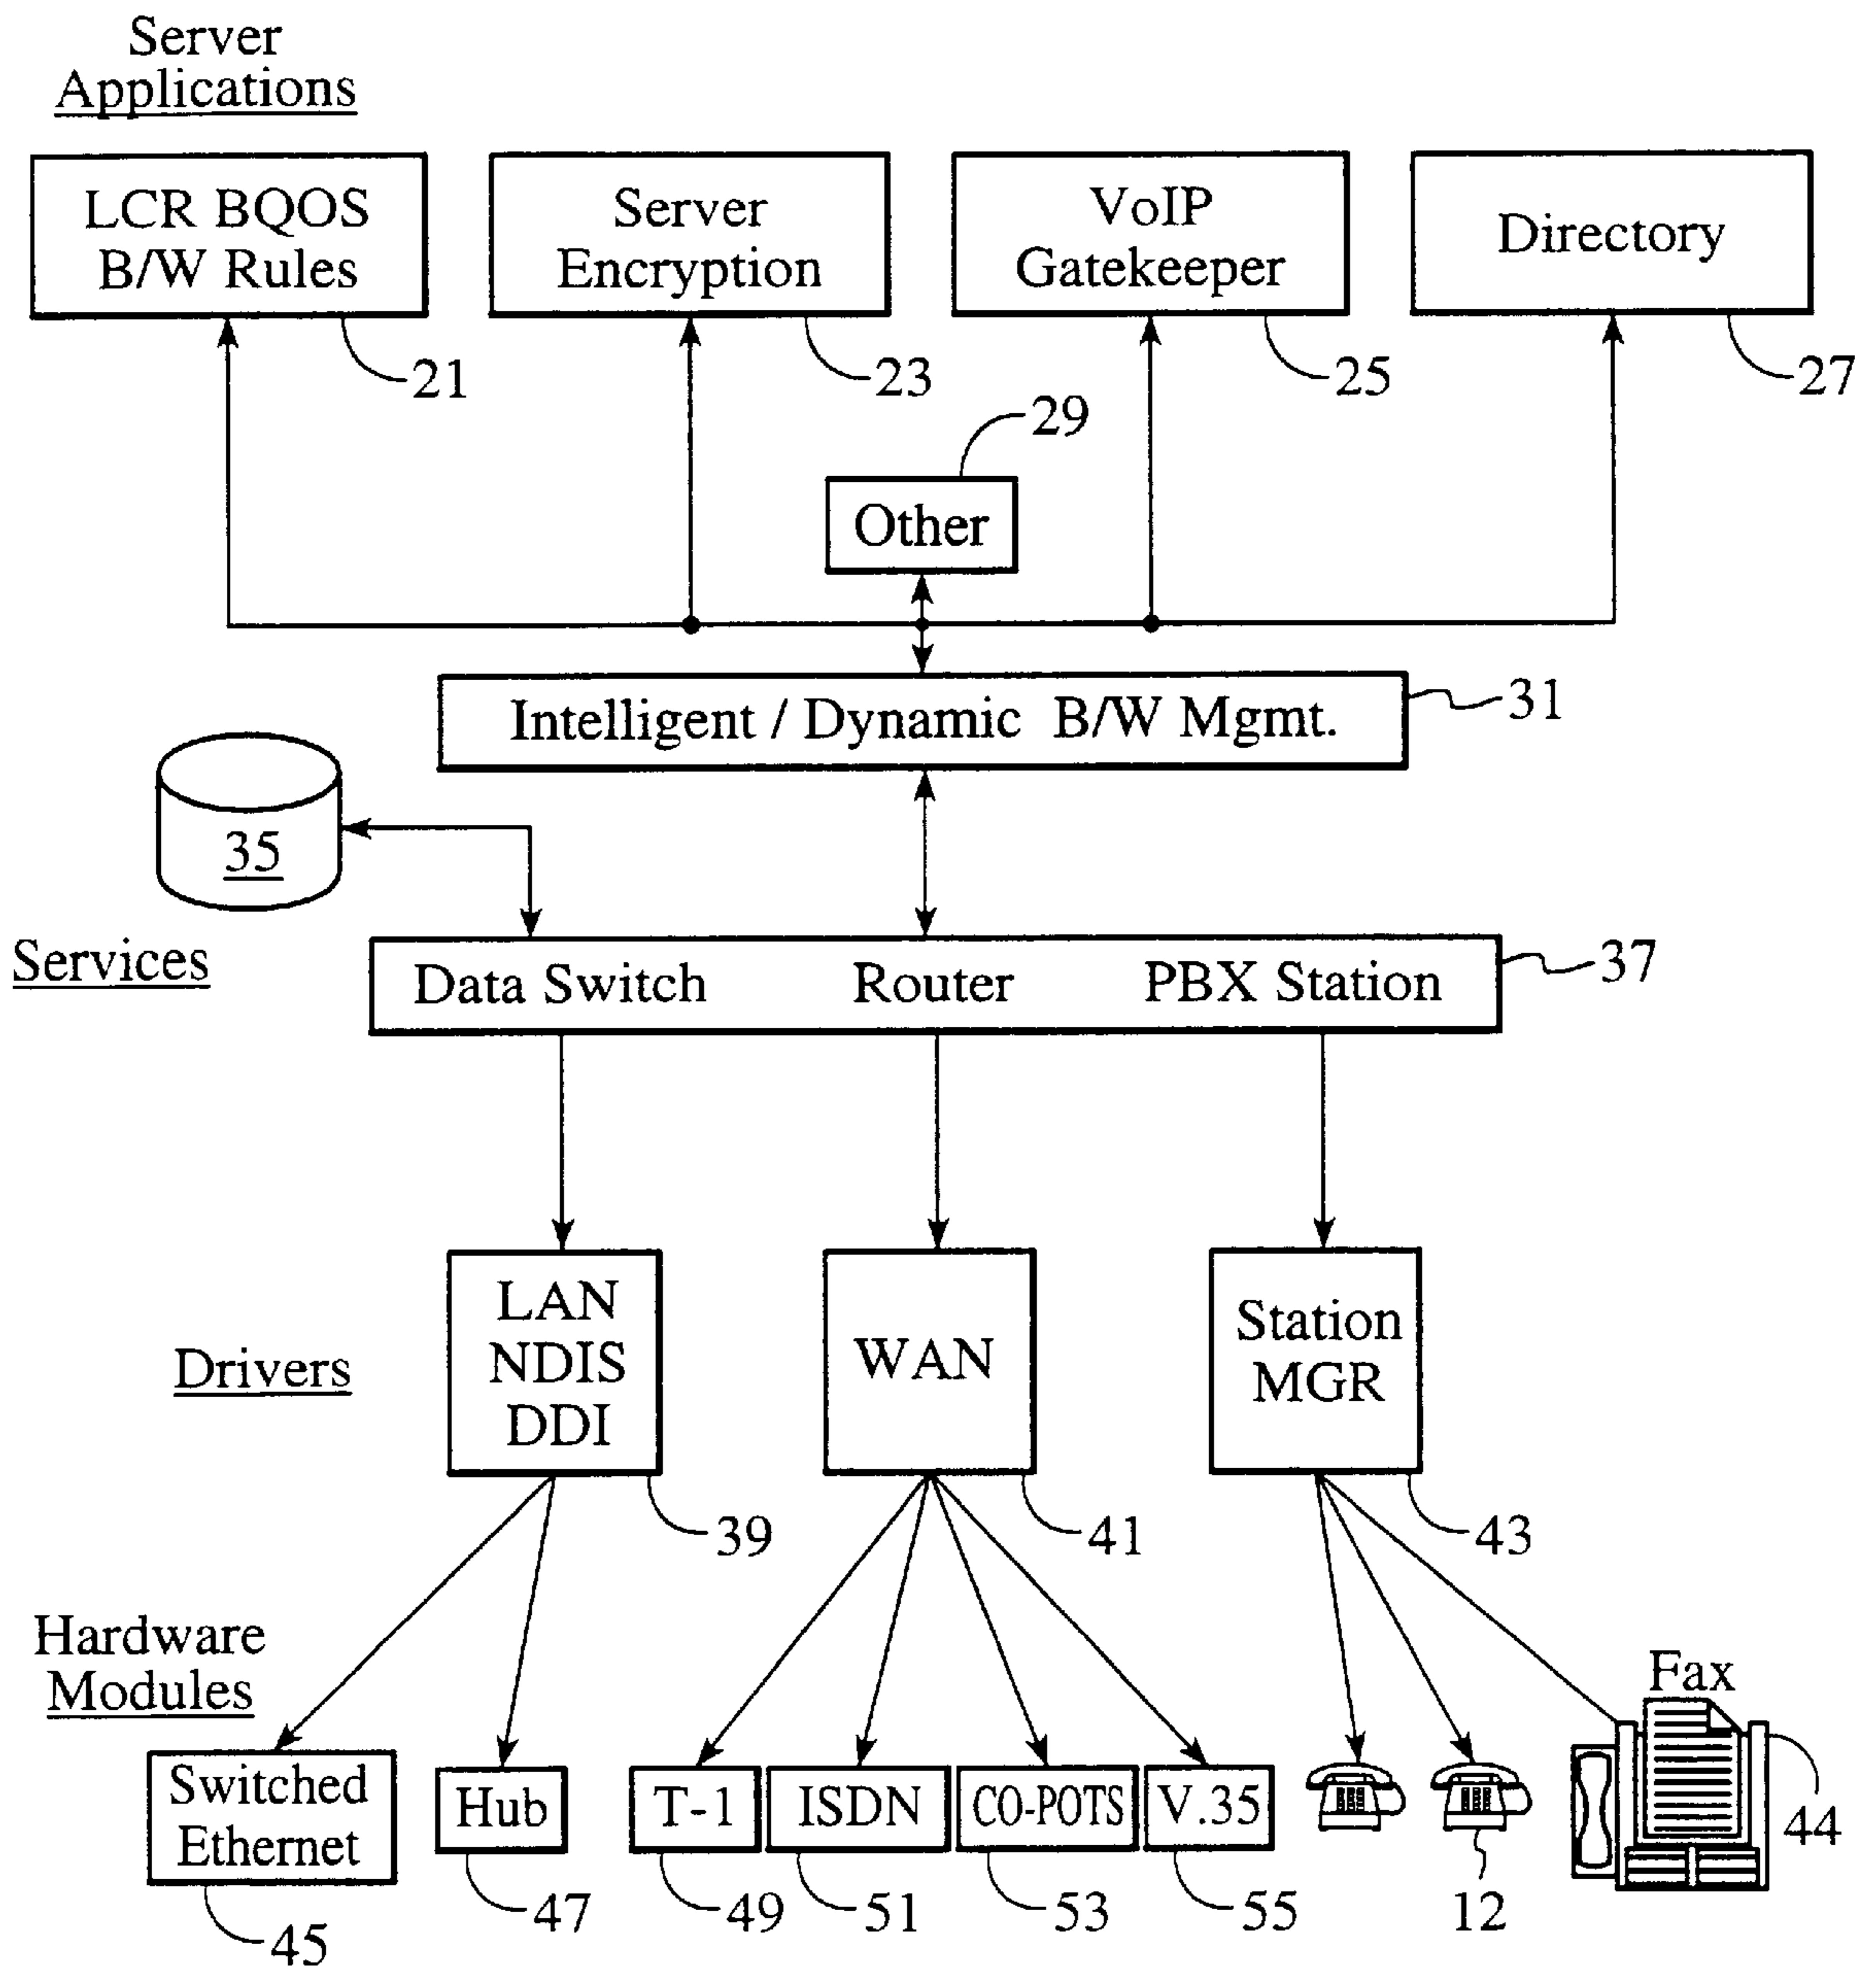 Server
Applications
LCR BQOS
B/W Rules
Server
Encryption
VoIP
Gatekeeper
Directory
21
23
25
27
29
Other
Intelligent / Dynamic B/W Mgmt.
31
35
Services
Data Switch Router PBX Station
37
Drivers
LAN
NDIS
DDI
WAN
Station
MGR
39
41
43
Hardware
Modules
Fax
Switched
Ethernet
Hub
T-1
ISDN
CO-POTS
V.35
44
45
47
49
51
53
55
12